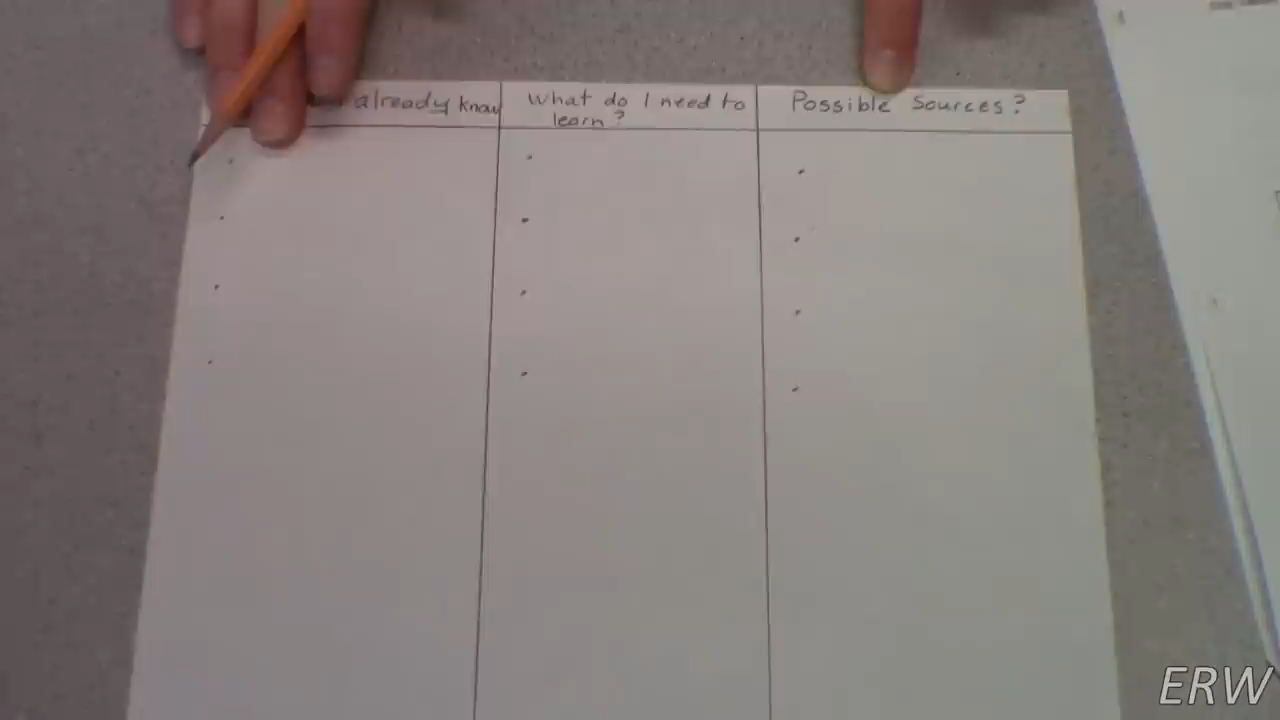 already know
What do I need to
learn?
Possible Sources?
ERW